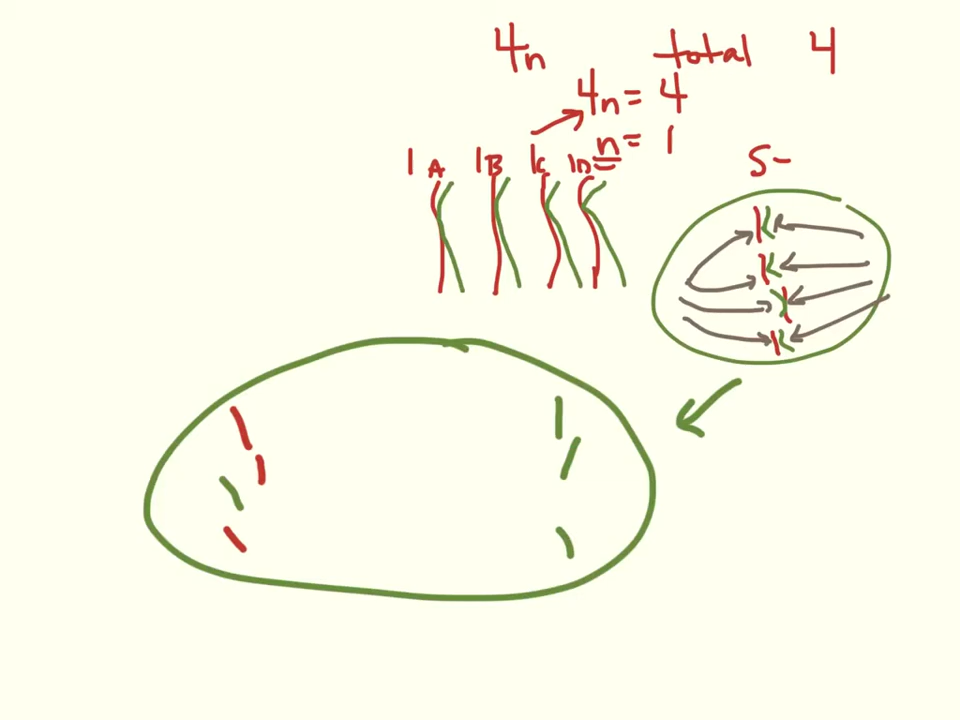 4n total 4
4n = 4
n = 1
1A 1B 1C 1D
S-